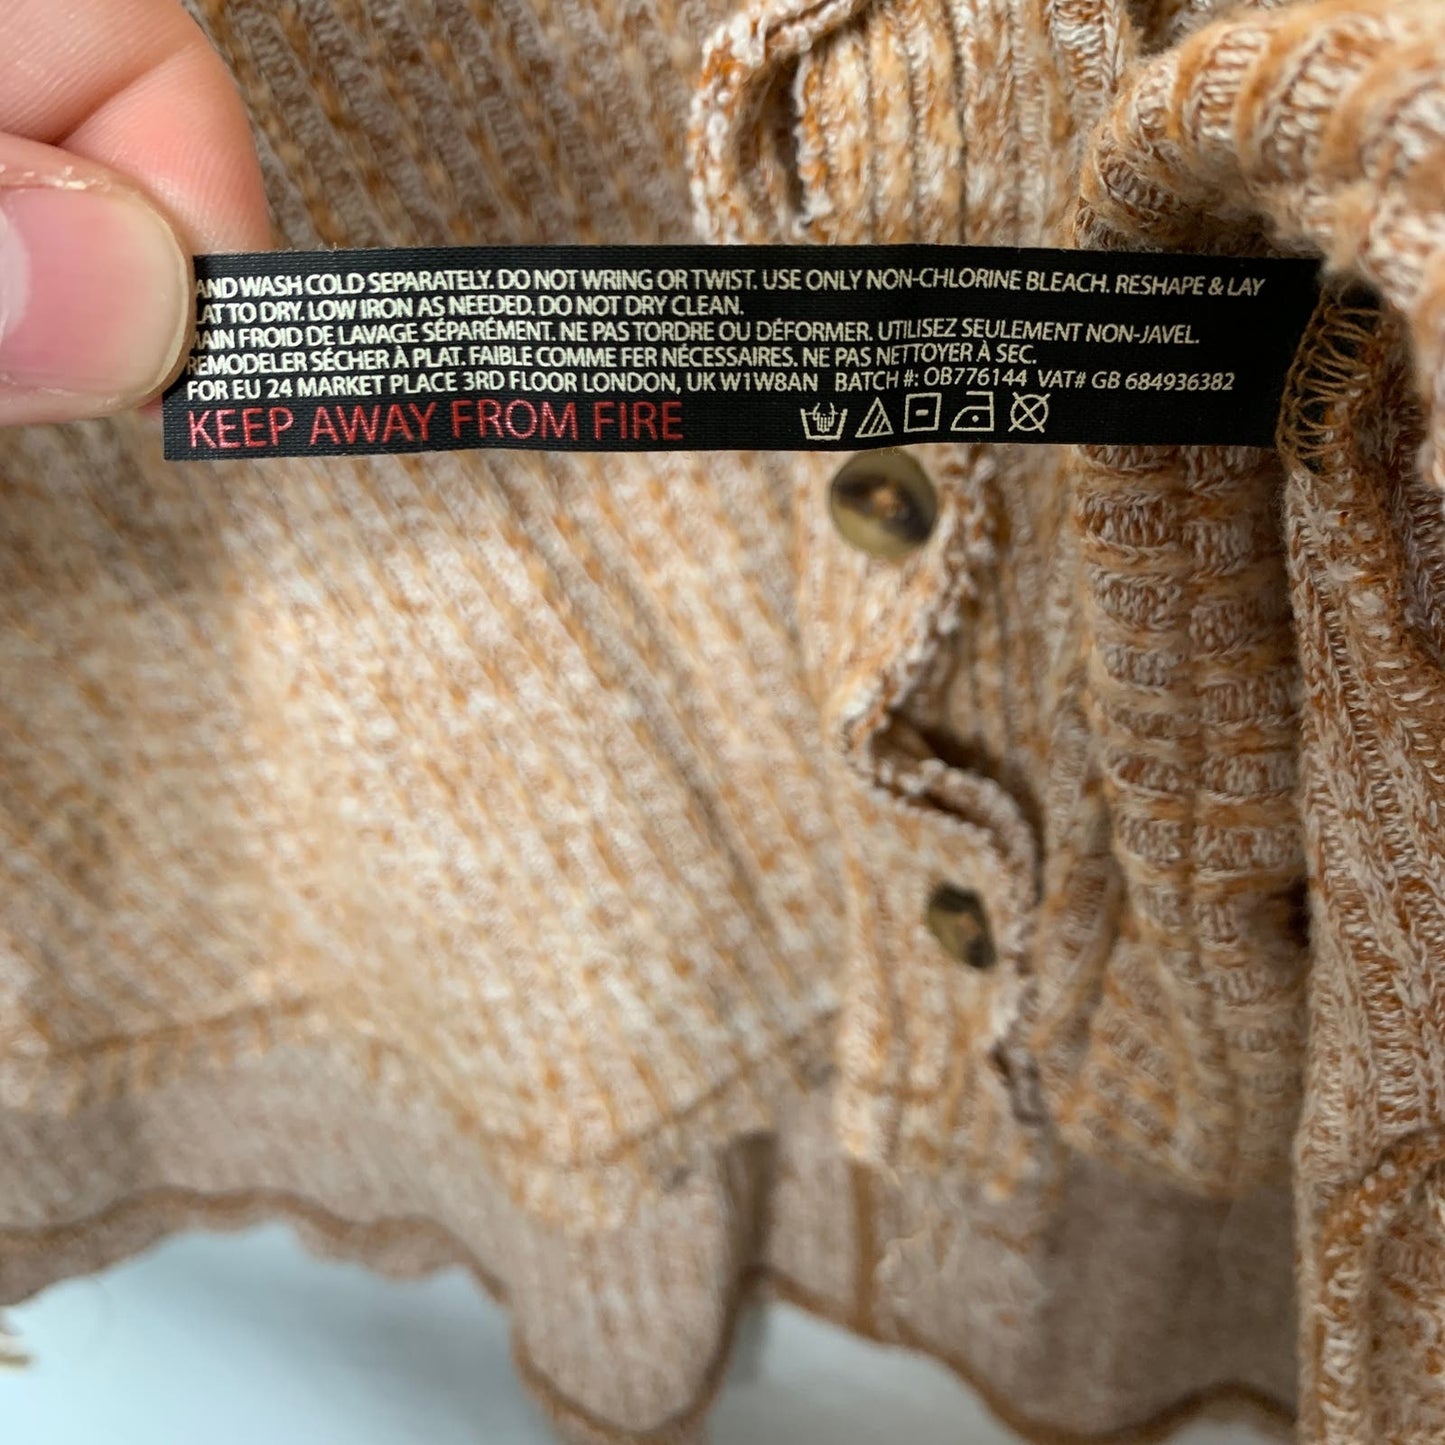 AND WASH COLD SEPARATELY. DO NOT WRING OR TWIST. USE ONLY NON-CHLORINE BLEACH. RESHAPE & LAY
LAT TO DRY. LOW IRON AS NEEDED. DO NOT DRY CLEAN.
AIN FROID DE LAVAGE SÉPARÉMENT. NE PAS TORDRE OU DÉFORMER. UTILISEZ SEULEMENT NON-JAVEL.
REMODELER SÉCHER À PLAT. FAIBLE COMME FER NÉCESSAIRES. NE PAS NETTOYER À SEC.
FOR EU 24 MARKET PLACE 3RD FLOOR LONDON, UK W1W8AN BATCH #: OB776144 VAT# GB 684936382
KEEP AWAY FROM FIRE